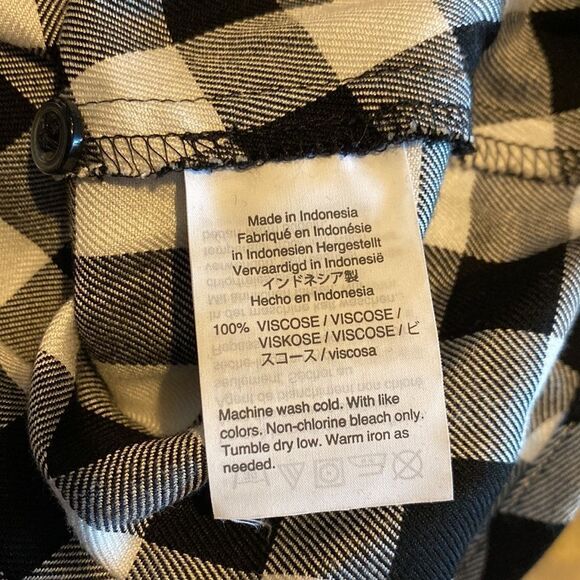 Made in Indonesia
Fabriqué en Indonésie
in Indonesien Hergestellt
Vervaardigd in Indonesië
インドネシア製
Hecho en Indonesia
100% VISCOSE / VISCOSE /
VISKOSE / VISCOSE / ビ
スコース / viscosa
Machine wash cold. With like
colors. Non-chlorine bleach only.
Tumble dry low. Warm iron as
needed.